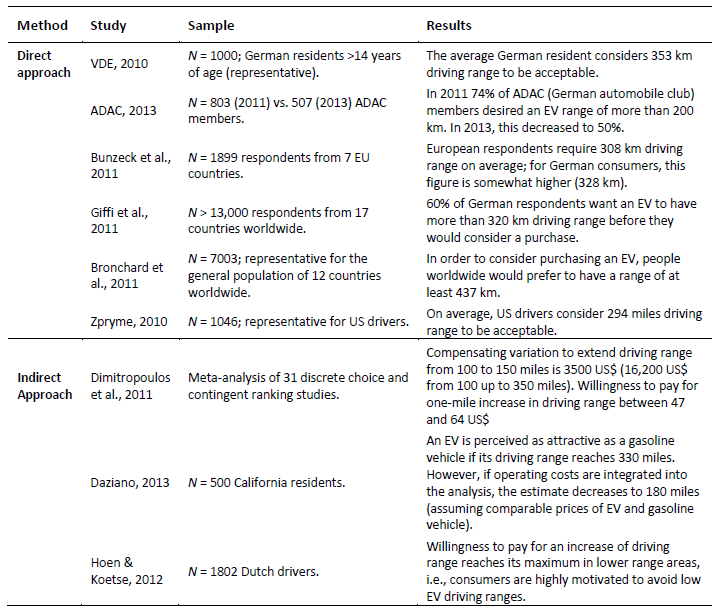 Method Study Sample Results
Direct approach VDE, 2010 N = 1000; German residents >14 years
of age (representative). The average German resident considers 353 km
driving range to be acceptable.
ADAC, 2013 N = 803 (2011) vs. 507 (2013) ADAC
members. In 2011 74% of ADAC (German automobile club)
members desired an EV range of more than 200
km. In 2013, this decreased to 50%.
Bunzeck et al.,
2011 N = 1899 respondents from 7 EU
countries. European respondents require 308 km driving
range on average; for German consumers, this
figure is somewhat higher (328 km).
Giffi et al.,
2011 N > 13,000 respondents from 17
countries worldwide. 60% of German respondents want an EV to have
more than 320 km driving range before they
would consider a purchase.
Bronchard et
al., 2011 N = 7003; representative for the
general population of 12 countries
worldwide. In order to consider purchasing an EV, people
worldwide would prefer to have a range of at
least 437 km.
Zpryme, 2010 N = 1046; representative for US drivers. On average, US drivers consider 294 miles driving
range to be acceptable.
Indirect
Approach Dimitropoulos
et al., 2011 Meta-analysis of 31 discrete choice and
contingent ranking studies. Compensating variation to extend driving range
from 100 to 150 miles is 3500 US$ (16,200 US$
from 100 up to 350 miles). Willingness to pay for
one-mile increase in driving range between 47
and 64 US$
Daziano, 2013 N = 500 California residents. An EV is perceived as attractive as a gasoline
vehicle if its driving range reaches 330 miles.
However, if operating costs are integrated into
the analysis, the estimate decreases to 180 miles
(assuming comparable prices of EV and gasoline
vehicle).
Hoen &
Koetse, 2012 N = 1802 Dutch drivers. Willingness to pay for an increase of driving
range reaches its maximum in lower range areas,
i.e., consumers are highly motivated to avoid low
EV driving ranges.